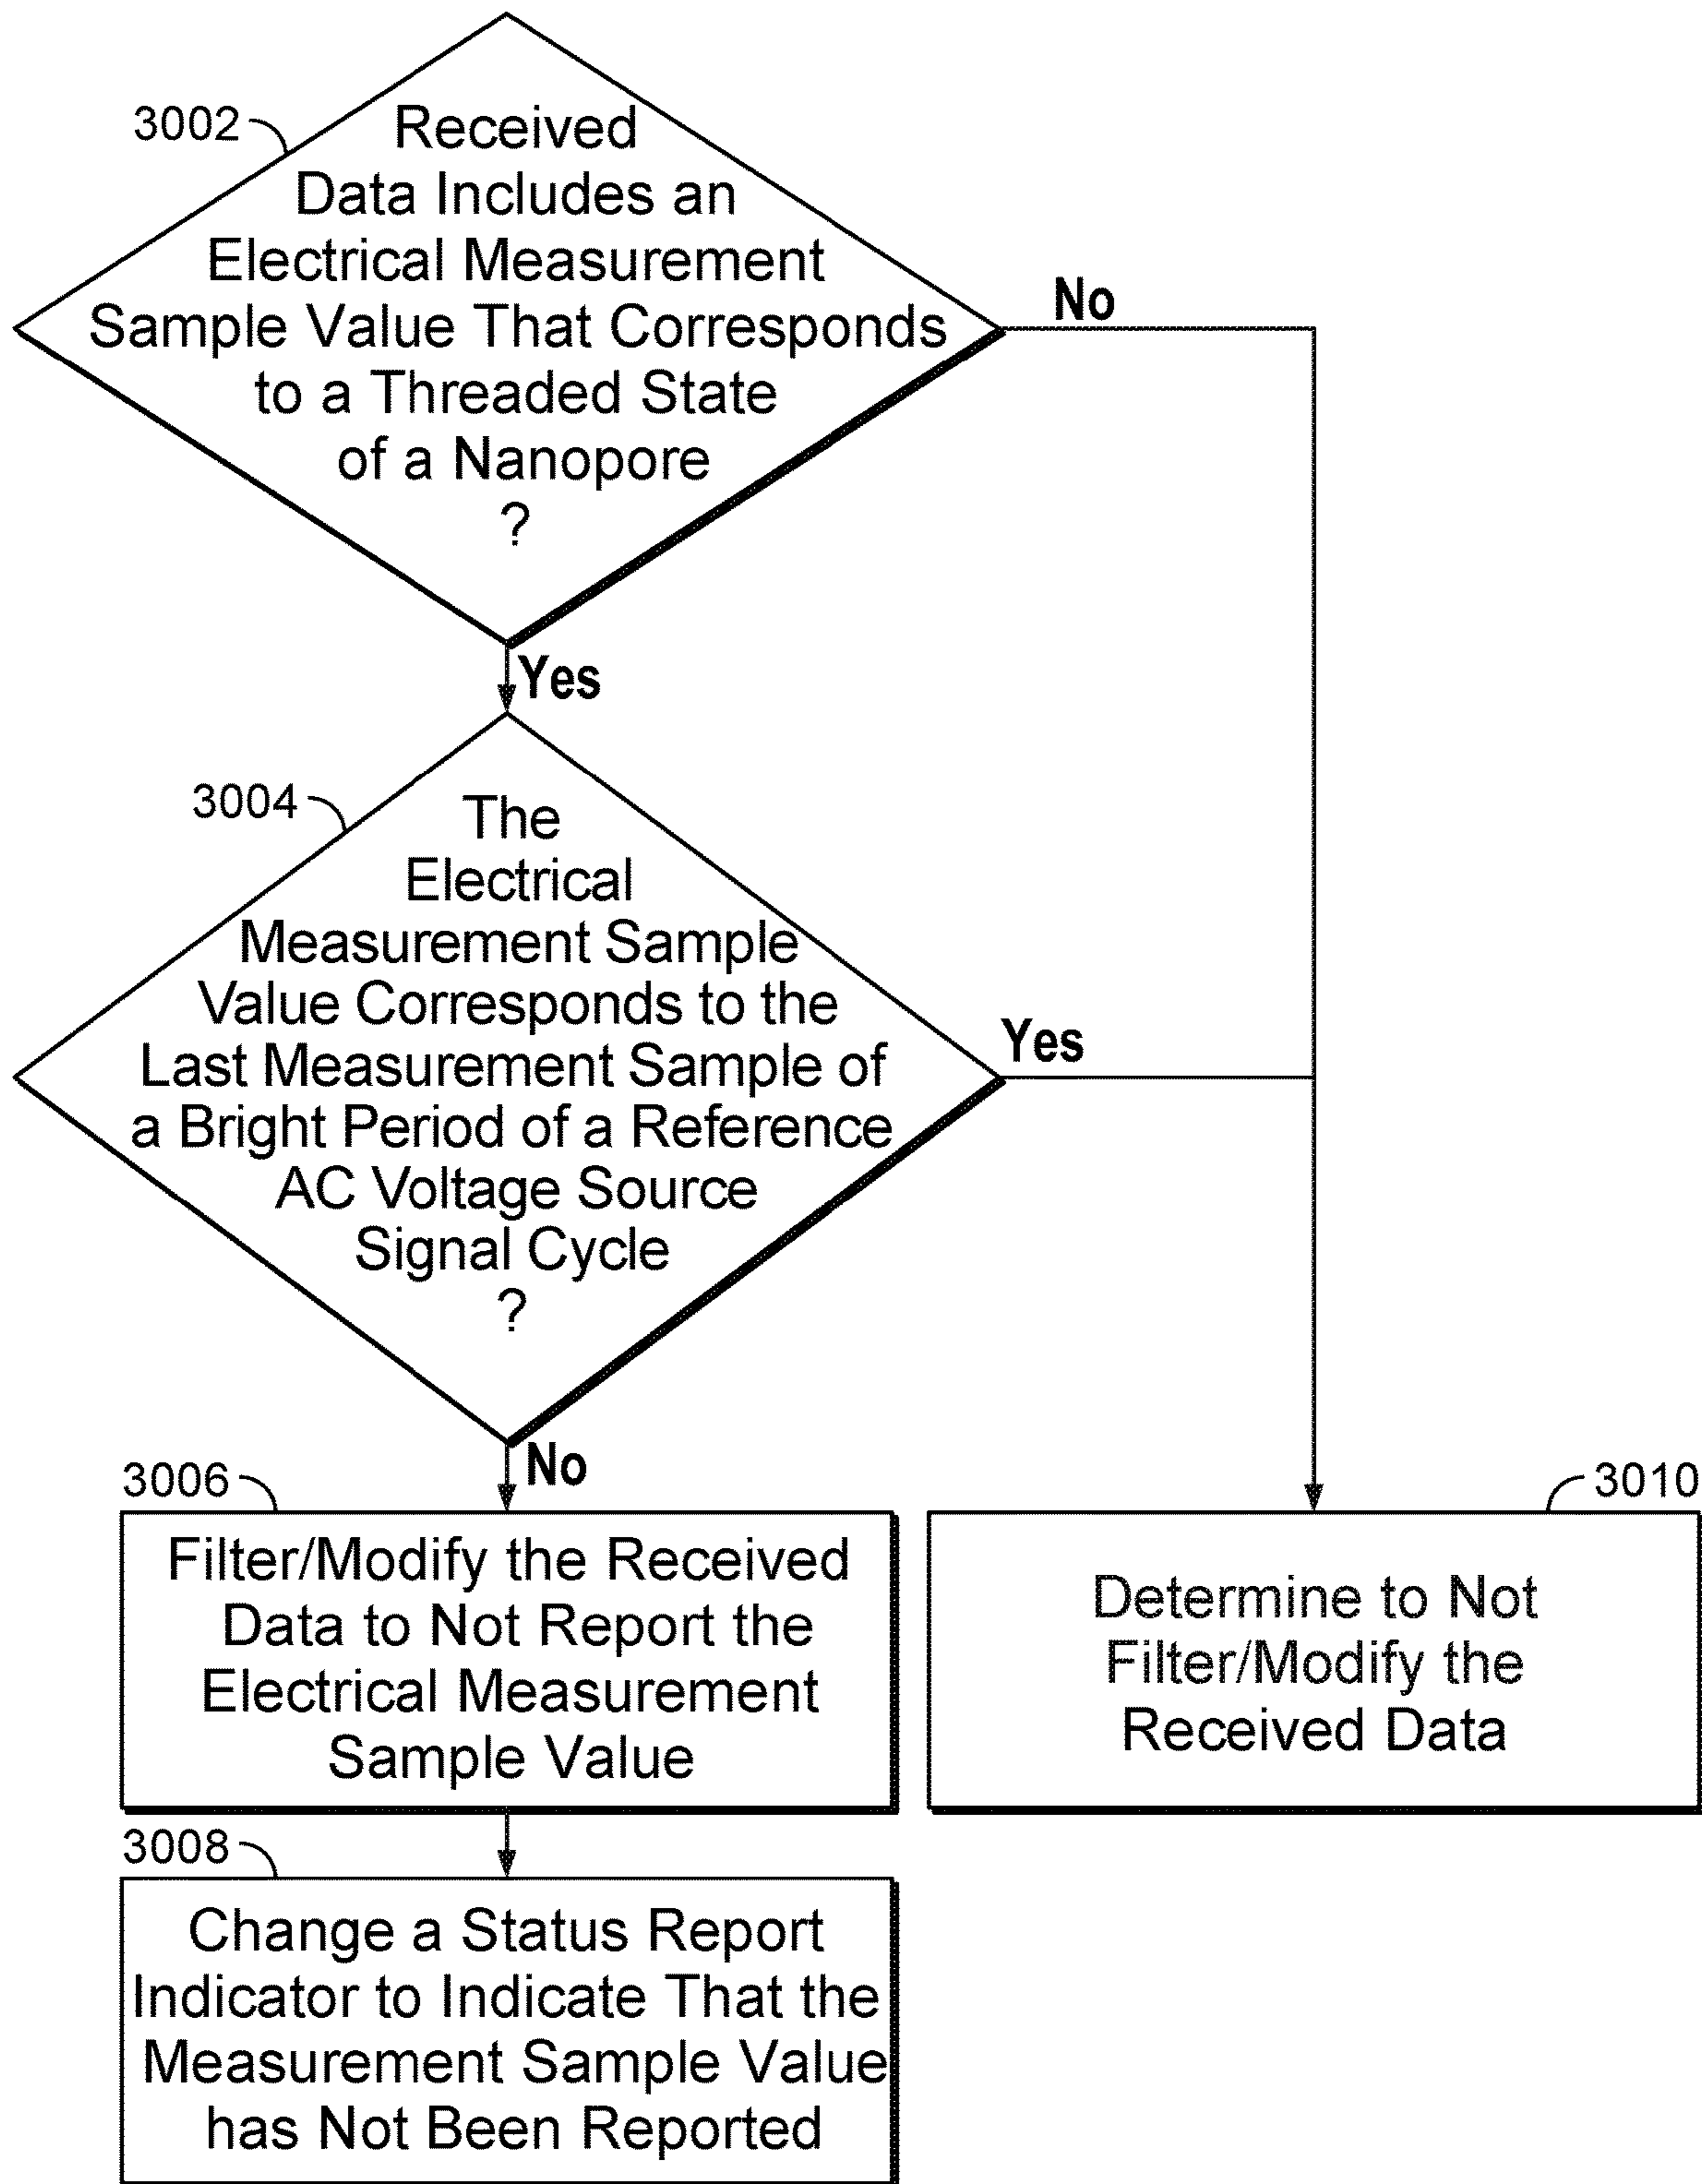 3002
Received
Data Includes an
Electrical Measurement
Sample Value That Corresponds
to a Threaded State
of a Nanopore
?
No
Yes
3004
The
Electrical
Measurement Sample
Value Corresponds to the
Last Measurement Sample of
a Bright Period of a Reference
AC Voltage Source
Signal Cycle
?
Yes
No
3006
Filter/Modify the Received
Data to Not Report the
Electrical Measurement
Sample Value
3010
Determine to Not
Filter/Modify the
Received Data
3008
Change a Status Report
Indicator to Indicate That the
Measurement Sample Value
has Not Been Reported